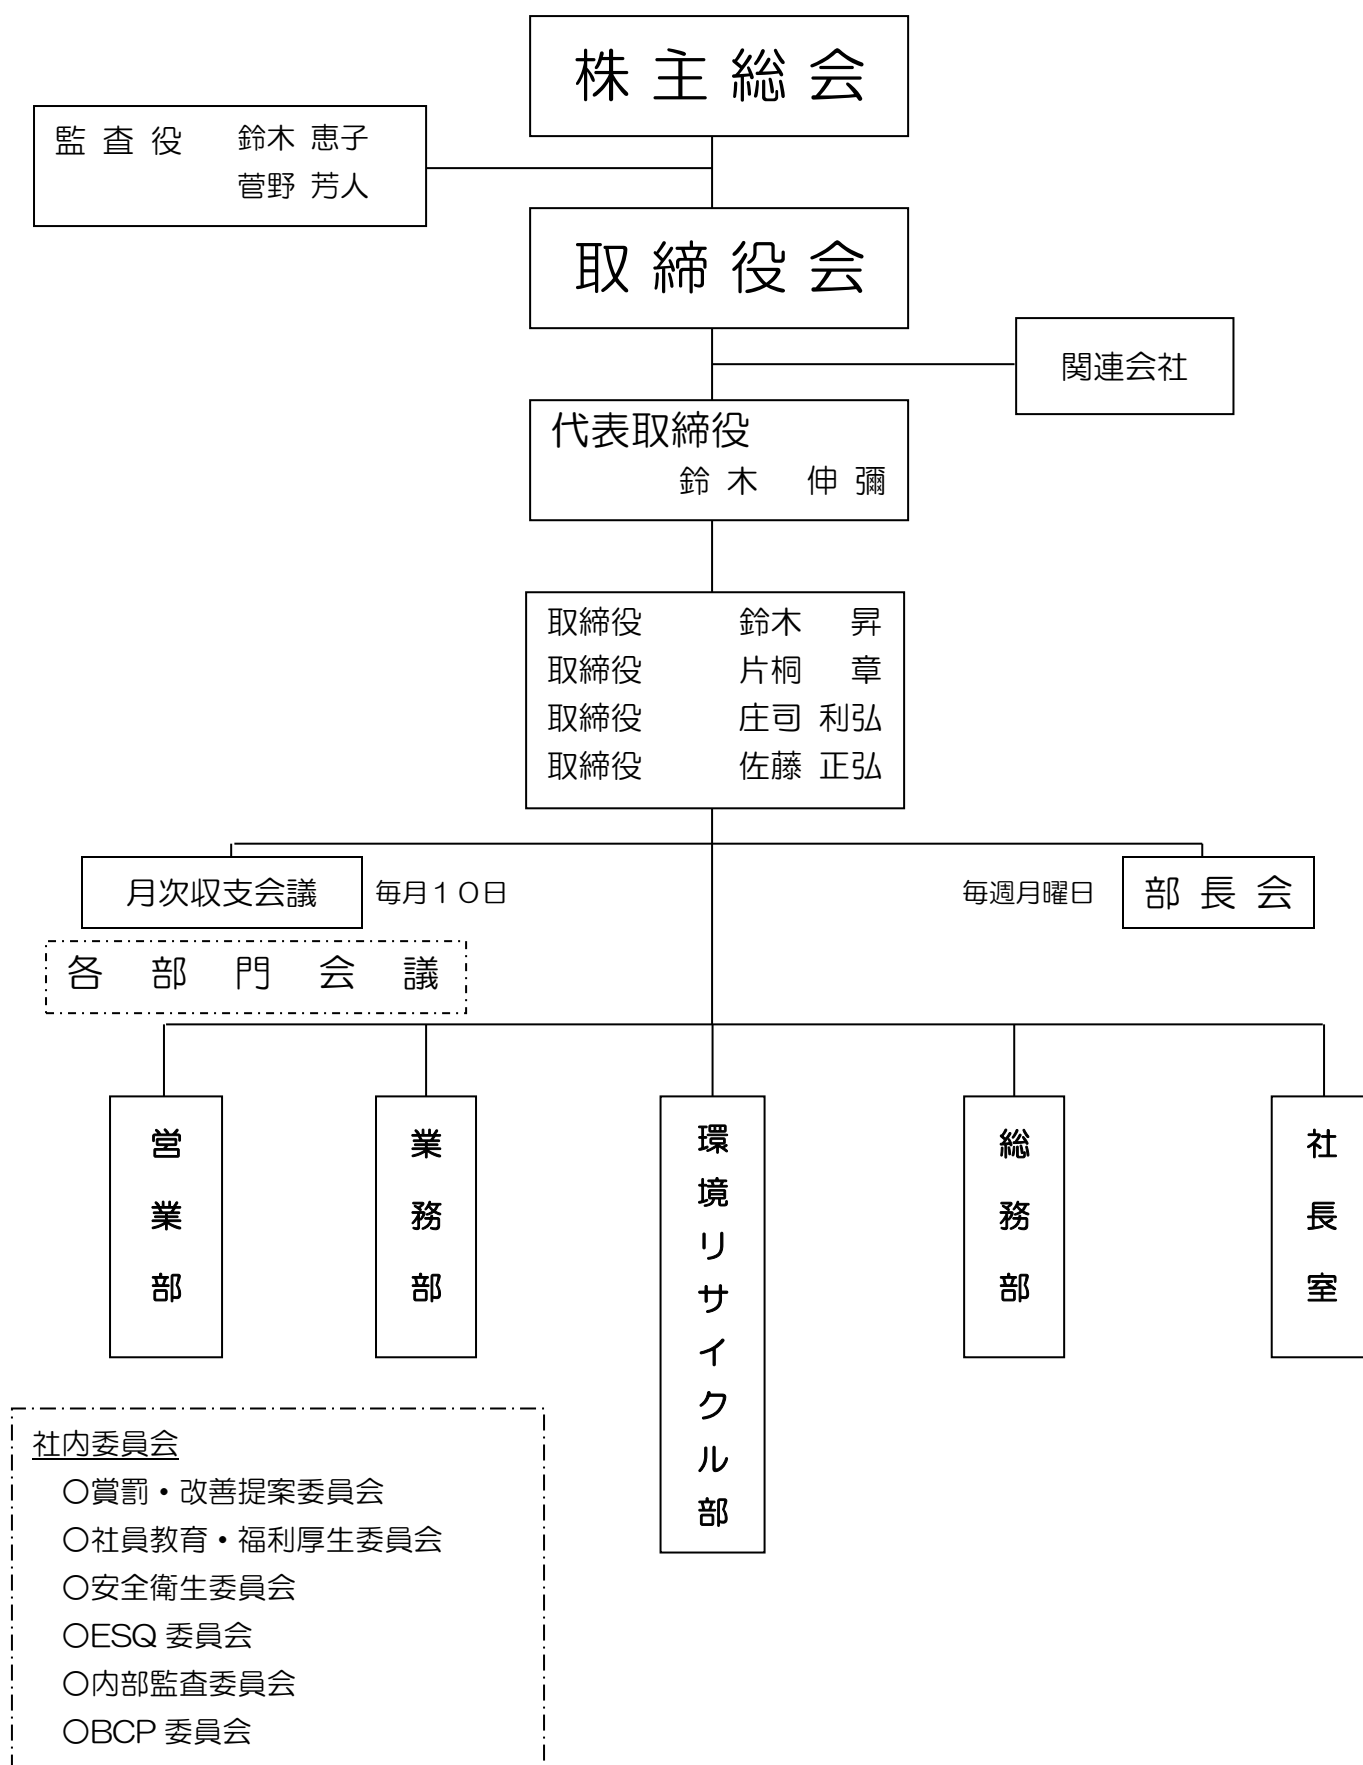 株主総会
監査役 鈴木 恵子
菅野 芳人
取締役会
関連会社
代表取締役
鈴木 伸彌
取締役 鈴木 昇
取締役 片桐 章
取締役 庄司 利弘
取締役 佐藤 正弘
月次収支会議 毎月１０日
毎週月曜日 部長会
各部門会議
営業部
業務部
環境リサイクル部
総務部
社長室
社内委員会
○賞罰・改善提案委員会
○社員教育・福利厚生委員会
○安全衛生委員会
○ESQ 委員会
○内部監査委員会
○BCP 委員会